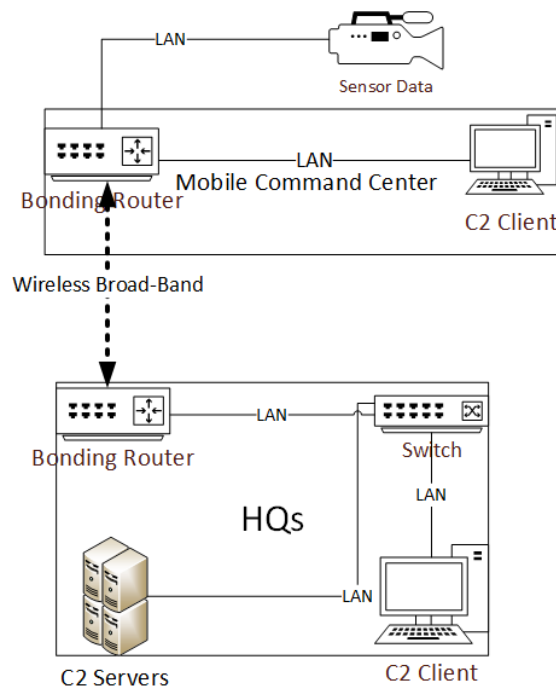 LAN
Sensor Data
LAN
Mobile Command Center
Bonding Router
C2 Client
Wireless Broad-Band
LAN
Bonding Router
Switch
LAN
HQs
LAN
C2 Servers
C2 Client